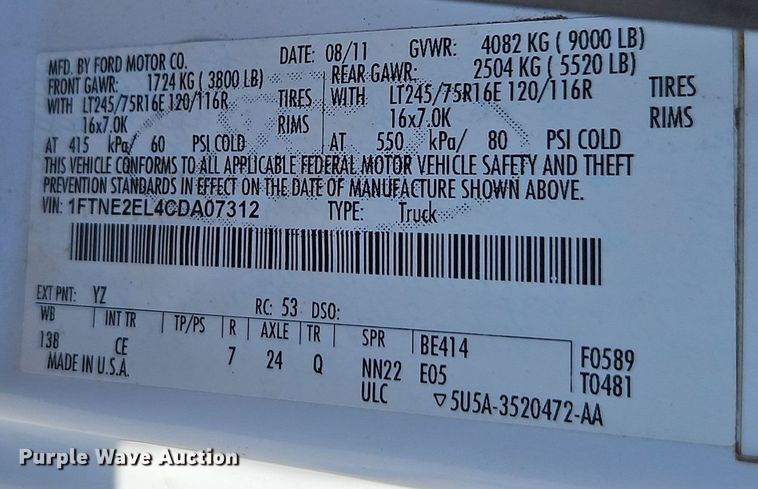 MFD. BY FORD MOTOR CO. DATE: 08/11 GVWR: 4082 KG ( 9000 LB)
FRONT GAWR: 1724 KG ( 3800 LB) REAR GAWR: 2504 KG ( 5520 LB)
WITH LT245/75R16E 120/116R TIRES WITH LT245/75R16E 120/116R TIRES
16x7.0K RIMS 16x7.0K RIMS
AT 415 kPa/ 60 PSI COLD AT 550 kPa/ 80 PSI COLD
THIS VEHICLE CONFORMS TO ALL APPLICABLE FEDERAL MOTOR VEHICLE SAFETY AND THEFT
PREVENTION STANDARDS IN EFFECT ON THE DATE OF MANUFACTURE SHOWN ABOVE.
VIN: 1FTNE2EL4CDA07312 TYPE: Truck
EXT PNT: YZ RC: 53 DSO:
WB INT TR TP/PS R AXLE TR SPR BE414 F0589
138 CE 7 24 Q NN22 E05 T0481
MADE IN U.S.A. ULC ▽5U5A-3520472-AA
Purple Wave Auction